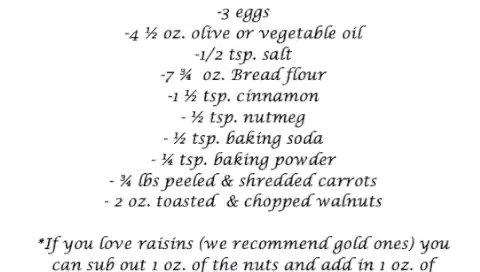 -3 eggs
-4 ½ oz. olive or vegetable oil
-1/2 tsp. salt
-7 ¾ oz. Bread flour
-1 ½ tsp. cinnamon
- ½ tsp. nutmeg
- ½ tsp. baking soda
- ¼ tsp. baking powder
- ¾ lbs peeled & shredded carrots
- 2 oz. toasted & chopped walnuts
*If you love raisins (we recommend gold ones) you
can sub out 1 oz. of the nuts and add in 1 oz. of